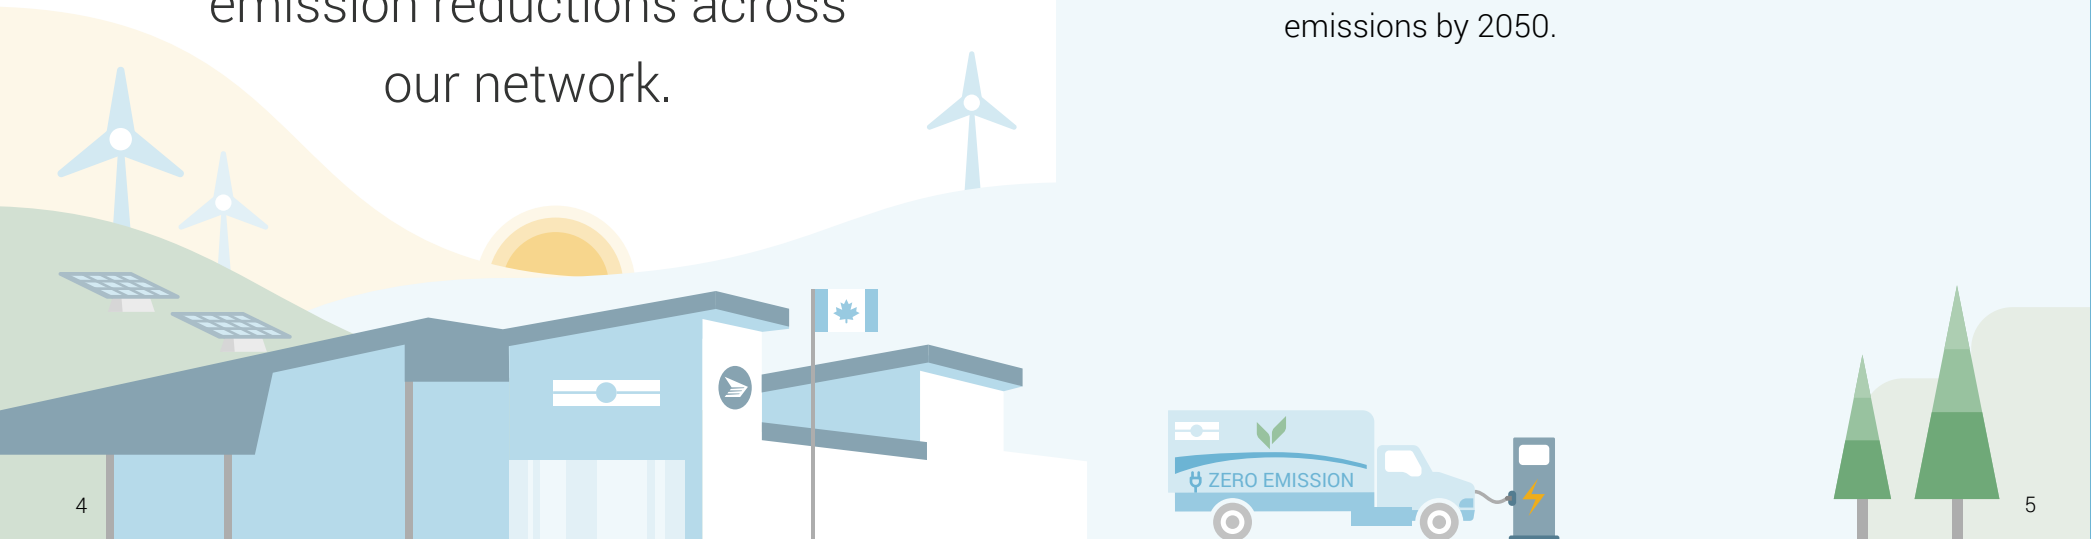 emission reductions across
our network.
4
emissions by 2050.
ZERO EMISSION
5